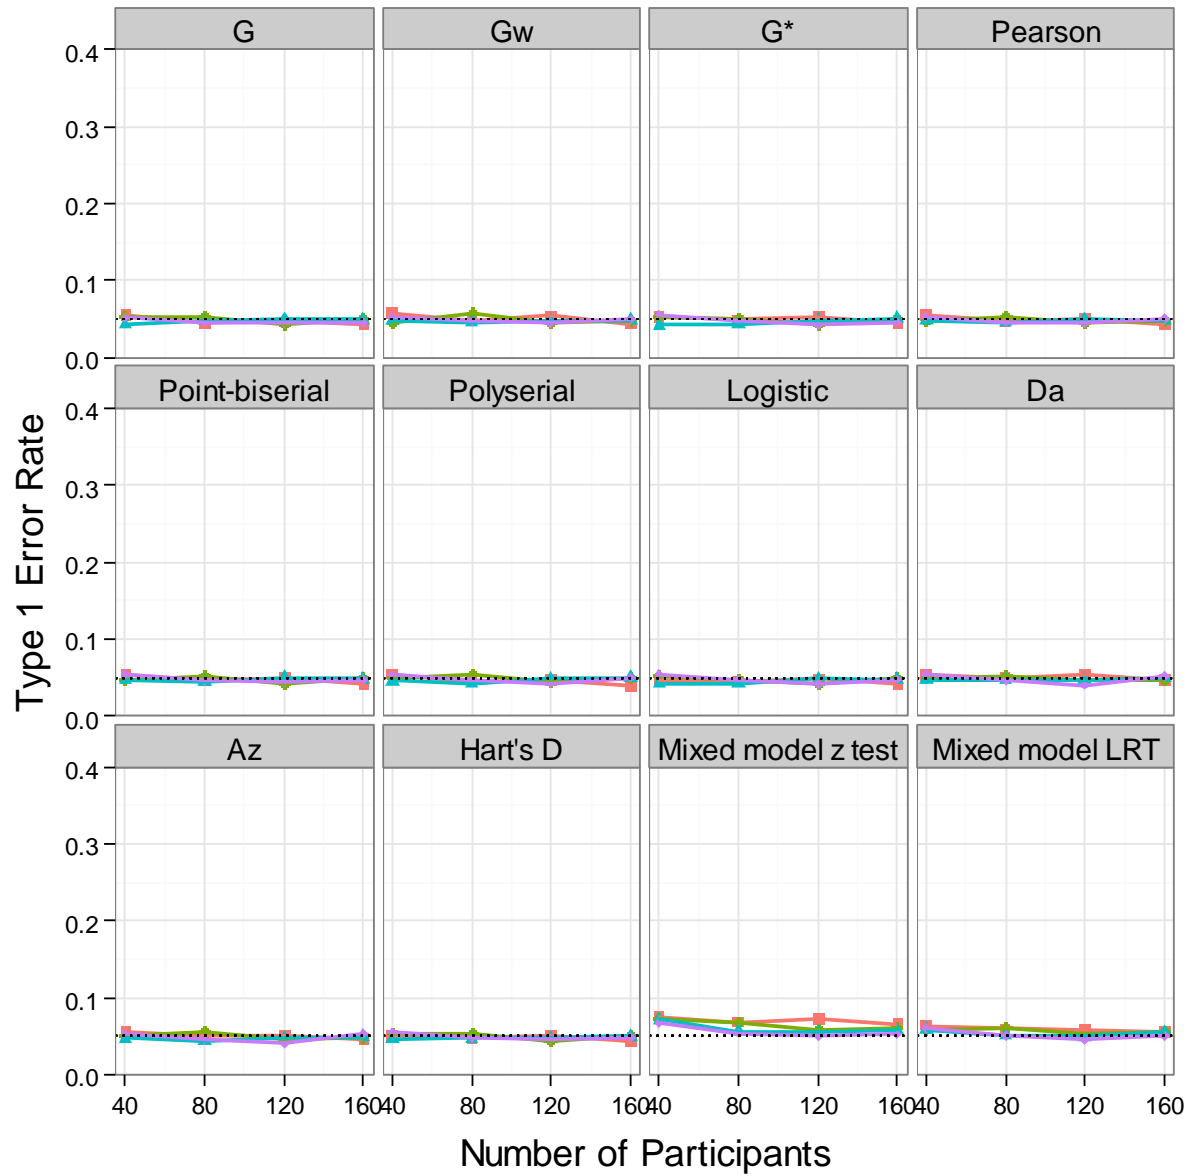 G Gw G* Pearson
0.4
0.3
0.2
0.1
0.0
Point-biserial Polyserial Logistic Da
0.4
0.3
0.2
0.1
0.0
Az Hart's D Mixed model z test Mixed model LRT
0.4
0.3
0.2
0.1
0.0
40 80 120 160 40 80 120 160 40 80 120 160 40 80 120 160
Number of Participants
Type 1 Error Rate